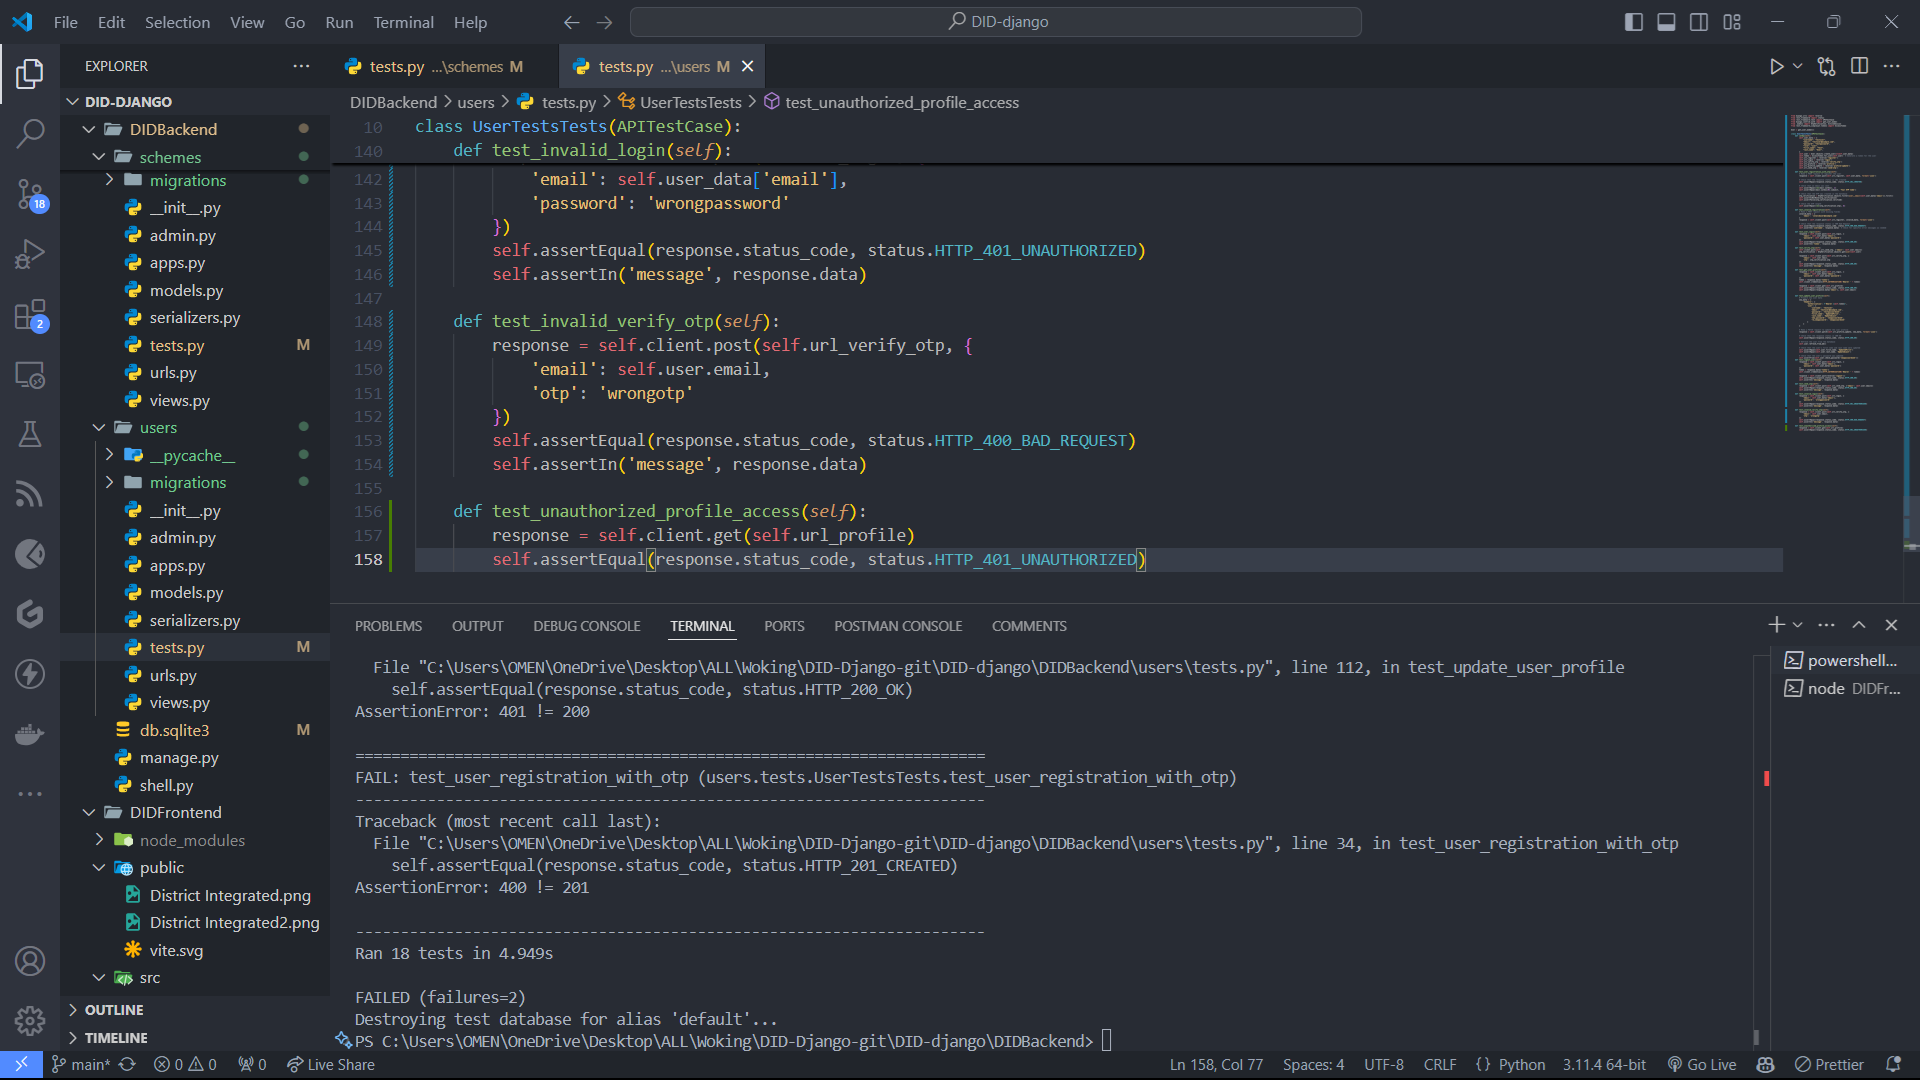 File Edit Selection View Go Run Terminal Help
DID-django
EXPLORER
DID-DJANGO
DIDBackend
schemes
migrations
__init__.py
admin.py
apps.py
models.py
serializers.py
tests.py M
urls.py
views.py
users
__pycache__
migrations
__init__.py
admin.py
apps.py
models.py
serializers.py
tests.py M
urls.py
views.py
db.sqlite3 M
manage.py
shell.py
DIDFrontend
node_modules
public
District Integrated.png
District Integrated2.png
vite.svg
src
OUTLINE
TIMELINE
18
2
tests.py ...\schemes M
tests.py ...\users M
DIDBackend > users > tests.py > UserTestsTests > test_unauthorized_profile_access
10 class UserTestsTests(APITestCase):
140 def test_invalid_login(self):
142 'email': self.user_data['email'],
143 'password': 'wrongpassword'
144 })
145 self.assertEqual(response.status_code, status.HTTP_401_UNAUTHORIZED)
146 self.assertIn('message', response.data)
147
148 def test_invalid_verify_otp(self):
149 response = self.client.post(self.url_verify_otp, {
150 'email': self.user.email,
151 'otp': 'wrongotp'
152 })
153 self.assertEqual(response.status_code, status.HTTP_400_BAD_REQUEST)
154 self.assertIn('message', response.data)
155
156 def test_unauthorized_profile_access(self):
157 response = self.client.get(self.url_profile)
158 self.assertEqual(response.status_code, status.HTTP_401_UNAUTHORIZED)
PROBLEMS OUTPUT DEBUG CONSOLE TERMINAL PORTS POSTMAN CONSOLE COMMENTS
File "C:\Users\OMEN\OneDrive\Desktop\ALL\Woking\DID-Django-git\DID-django\DIDBackend\users\tests.py", line 112, in test_update_user_profile
self.assertEqual(response.status_code, status.HTTP_200_OK)
AssertionError: 401 != 200
======================================================================
FAIL: test_user_registration_with_otp (users.tests.UserTestsTests.test_user_registration_with_otp)
----------------------------------------------------------------------
Traceback (most recent call last):
File "C:\Users\OMEN\OneDrive\Desktop\ALL\Woking\DID-Django-git\DID-django\DIDBackend\users\tests.py", line 34, in test_user_registration_with_otp
self.assertEqual(response.status_code, status.HTTP_201_CREATED)
AssertionError: 400 != 201
----------------------------------------------------------------------
Ran 18 tests in 4.949s
FAILED (failures=2)
Destroying test database for alias 'default'...
PS C:\Users\OMEN\OneDrive\Desktop\ALL\Woking\DID-Django-git\DID-django\DIDBackend>
powershell...
node DIDFr...
main* 0 0 0 Live Share
Ln 158, Col 77 Spaces: 4 UTF-8 CRLF {} Python 3.11.4 64-bit Go Live Prettier